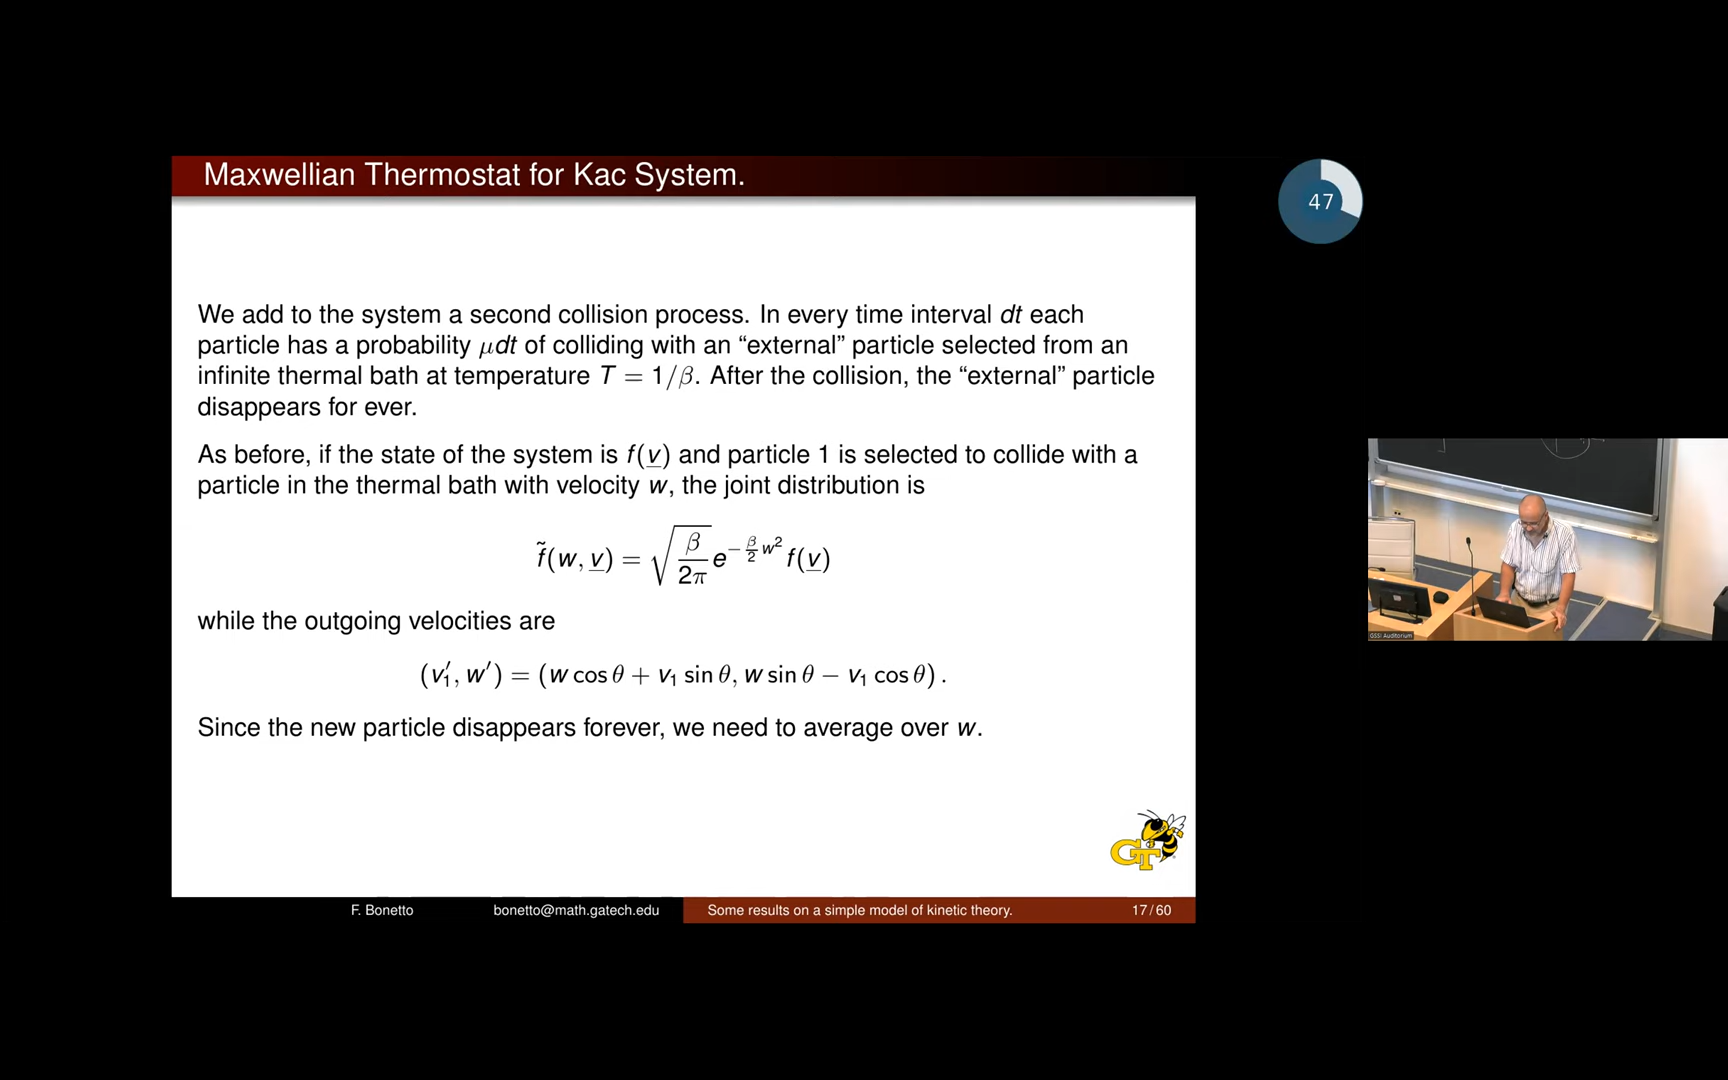 Maxwellian Thermostat for Kac System.
47
We add to the system a second collision process. In every time interval dt each
particle has a probability μdt of colliding with an “external” particle selected from an
infinite thermal bath at temperature T = 1/β. After the collision, the “external” particle
disappears for ever.
As before, if the state of the system is f(v̲) and particle 1 is selected to collide with a
particle in the thermal bath with velocity w, the joint distribution is
f̃(w, v̲) = √(β/2π) e^{−(β/2)w²} f(v̲)
while the outgoing velocities are
(v₁′, w′) = (w cos θ + v₁ sin θ, w sin θ − v₁ cos θ) .
Since the new particle disappears forever, we need to average over w.
GT
F. Bonetto bonetto@math.gatech.edu Some results on a simple model of kinetic theory. 17/60
GSSI Auditorium